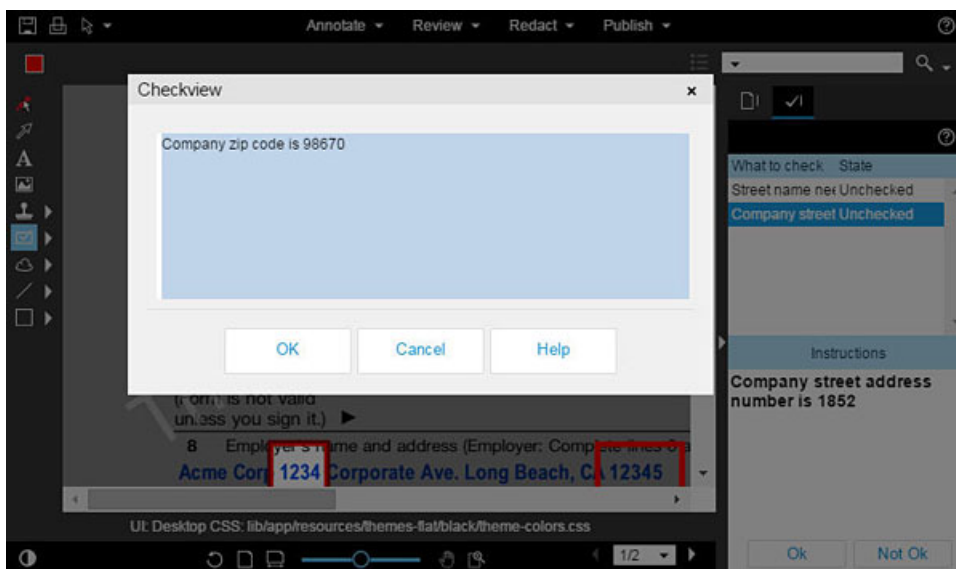 Annotate Review Redact Publish
Checkview
Company zip code is 98670
OK Cancel Help
What to check State
Street name nee Unchecked
Company street Unchecked
Instructions
Company street address
number is 1852
(Form is not valid
unless you sign it.)
8 Employer's name and address (Employer: Complete lines 8 a
Acme Corp 1234 Corporate Ave. Long Beach, CA 12345
UI: Desktop CSS: lib/app/resources/themes-flat/black/theme-colors.css
1/2
Ok Not Ok